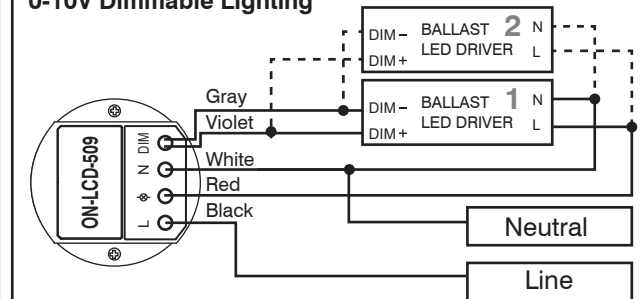 0-10V Dimmable Lighting
DIM - BALLAST 2 N
DIM + LED DRIVER L
DIM - BALLAST 1 N
DIM + LED DRIVER L
Gray
Violet
White
Red
Black
ON-LCD-509
DIM
N
L
Neutral
Line